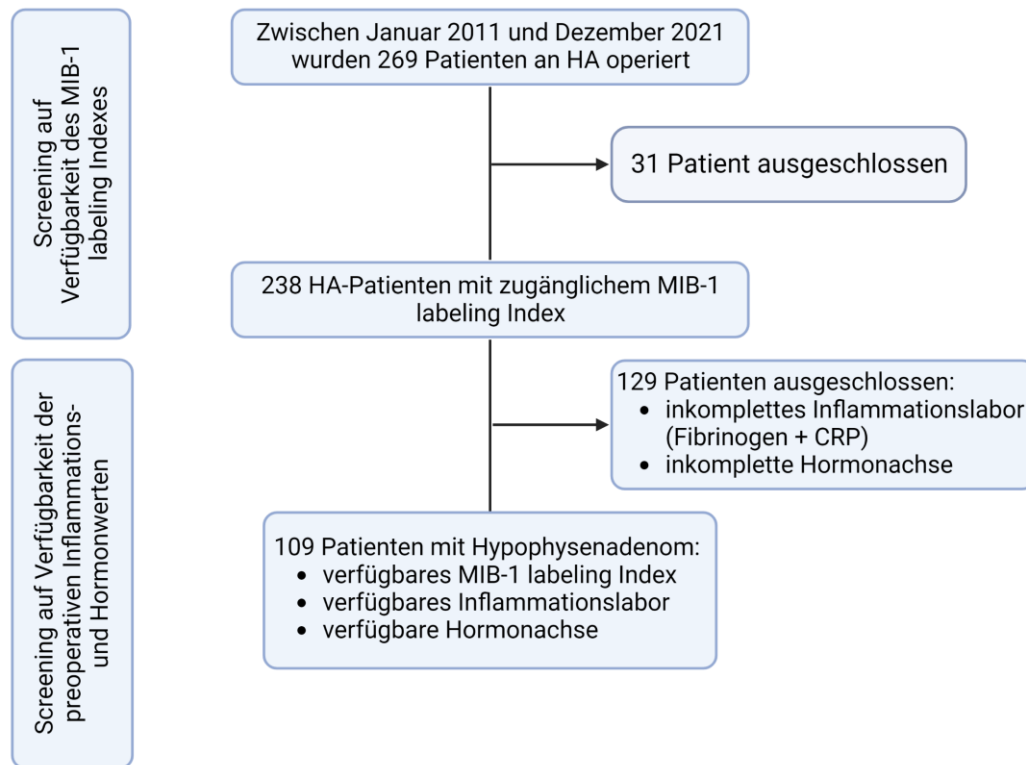 Screening auf
Verfügbarkeit des MIB-1
labeling Indexes
Zwischen Januar 2011 und Dezember 2021
wurden 269 Patienten an HA operiert
31 Patient ausgeschlossen
238 HA-Patienten mit zugänglichem MIB-1
labeling Index
Screening auf Verfügbarkeit der
preoperativen Inflammations-
und Hormonwerten
129 Patienten ausgeschlossen:
• inkomplettes Inflammationslabor
(Fibrinogen + CRP)
• inkomplette Hormonachse
109 Patienten mit Hypophysenadenom:
• verfügbares MIB-1 labeling Index
• verfügbares Inflammationslabor
• verfügbare Hormonachse